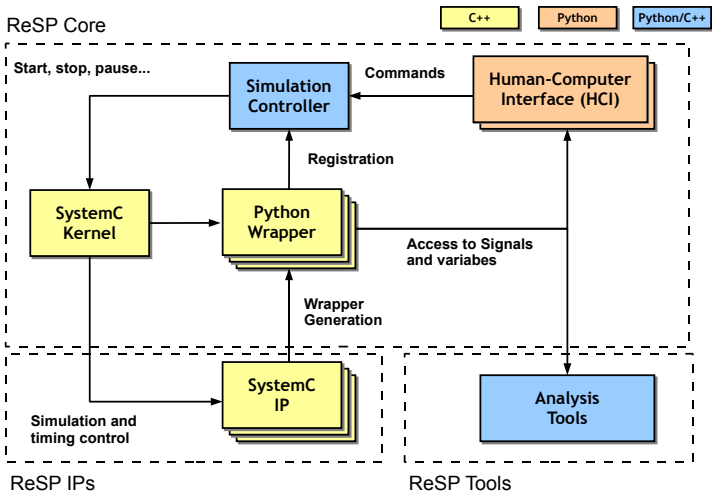 C++
Python
Python/C++
ReSP Core
Start, stop, pause...
Simulation
Controller
Commands
Human-Computer
Interface (HCI)
Registration
SystemC
Kernel
Python
Wrapper
Access to Signals
and variabes
Wrapper
Generation
SystemC
IP
Simulation and
timing control
Analysis
Tools
ReSP IPs
ReSP Tools